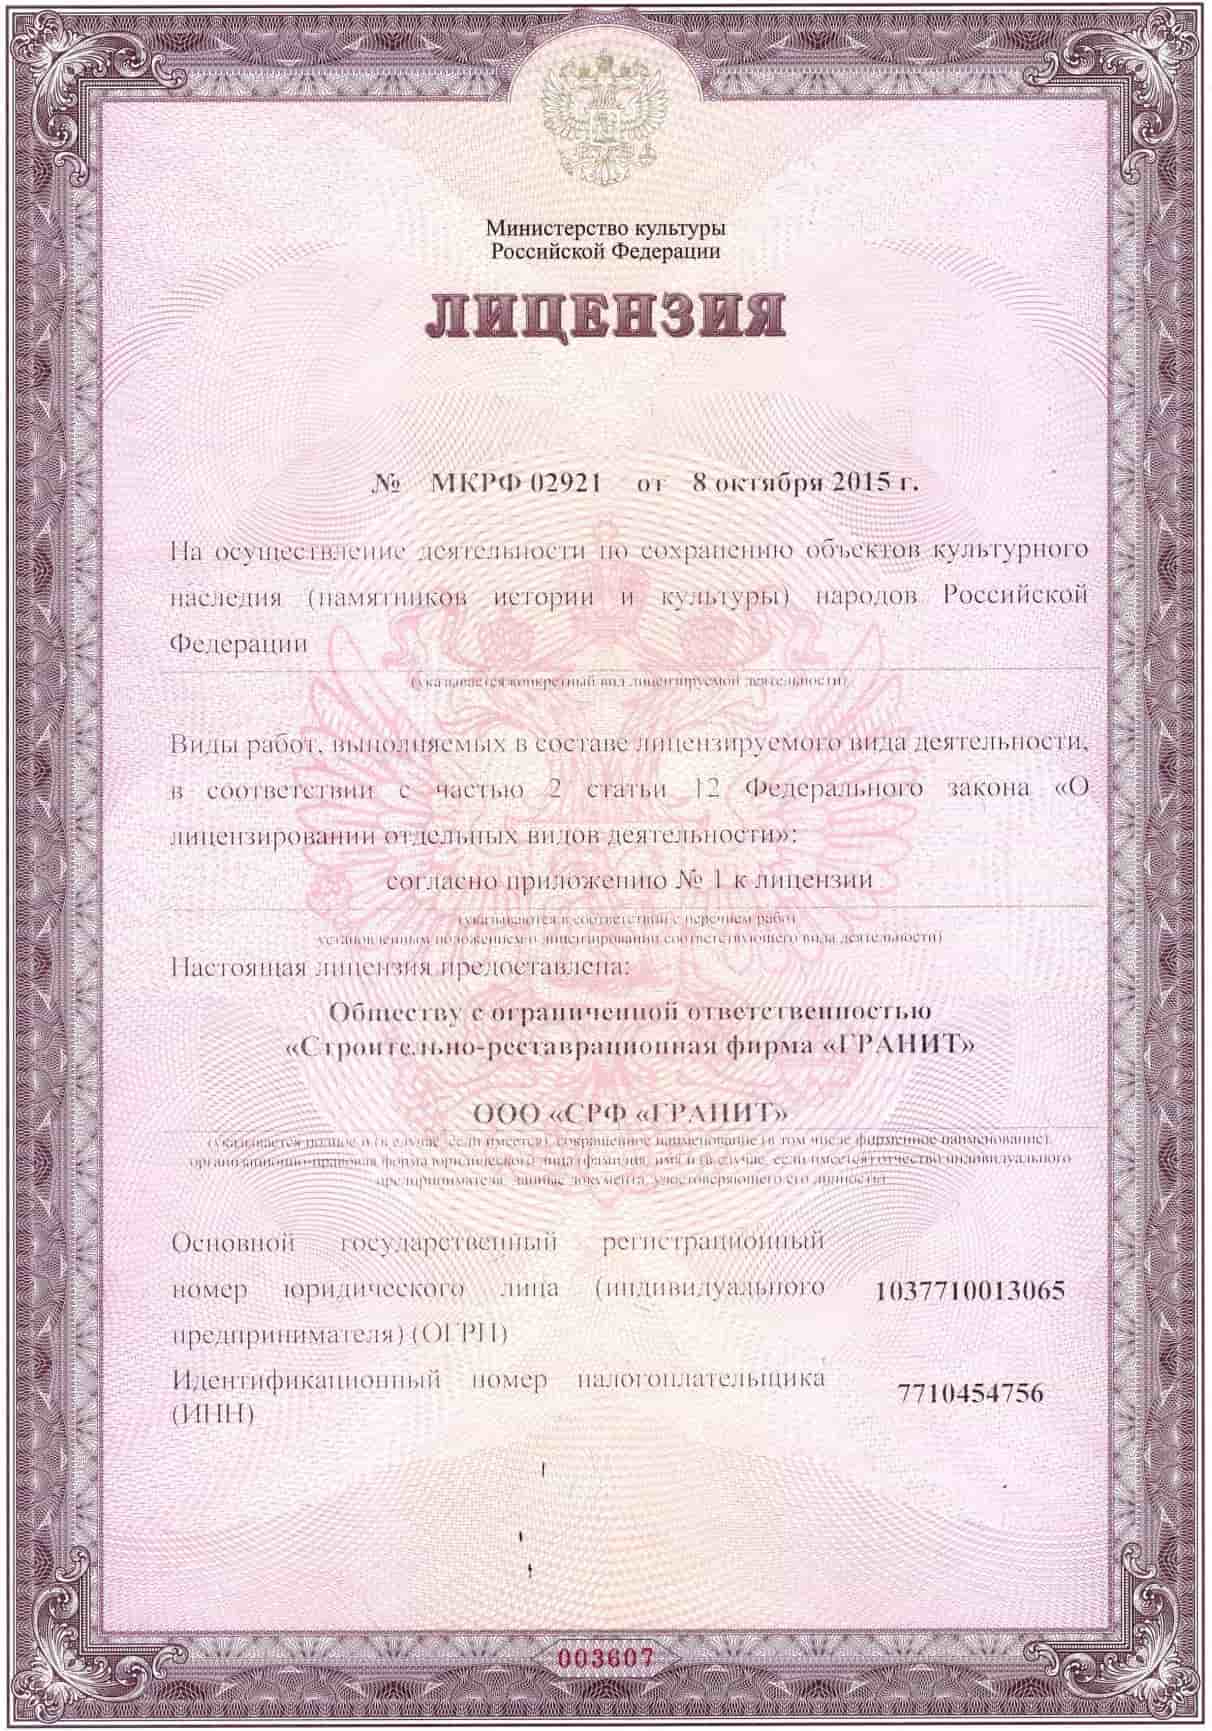 Министерство культуры
Российской Федерации
ЛИЦЕНЗИЯ
№ МКРФ 02921 от 8 октября 2015 г.
На осуществление деятельности по сохранению объектов культурного
наследия (памятников истории и культуры) народов Российской
Федерации
(указывается конкретный вид лицензируемой деятельности)
Виды работ, выполняемых в составе лицензируемого вида деятельности,
в соответствии с частью 2 статьи 12 Федерального закона «О
лицензировании отдельных видов деятельности»:
согласно приложению № 1 к лицензии
(указываются в соответствии с перечнем работ,
установленным положением о лицензировании соответствующего вида деятельности)
Настоящая лицензия предоставлена:
Обществу с ограниченной ответственностью
«Строительно-реставрационная фирма «ГРАНИТ»
ООО «СРФ «ГРАНИТ»
(указывается полное и (в случае, если имеется), сокращенное наименование (в том числе фирменное наименование),
организационно-правовая форма юридического лица (фамилия, имя и (в случае, если имеется) отчество индивидуального
предпринимателя, данные документа, удостоверяющего его личность)
Основной государственный регистрационный
номер юридического лица (индивидуального
предпринимателя) (ОГРН)
1037710013065
Идентификационный номер налогоплательщика
(ИНН)
7710454756
003607